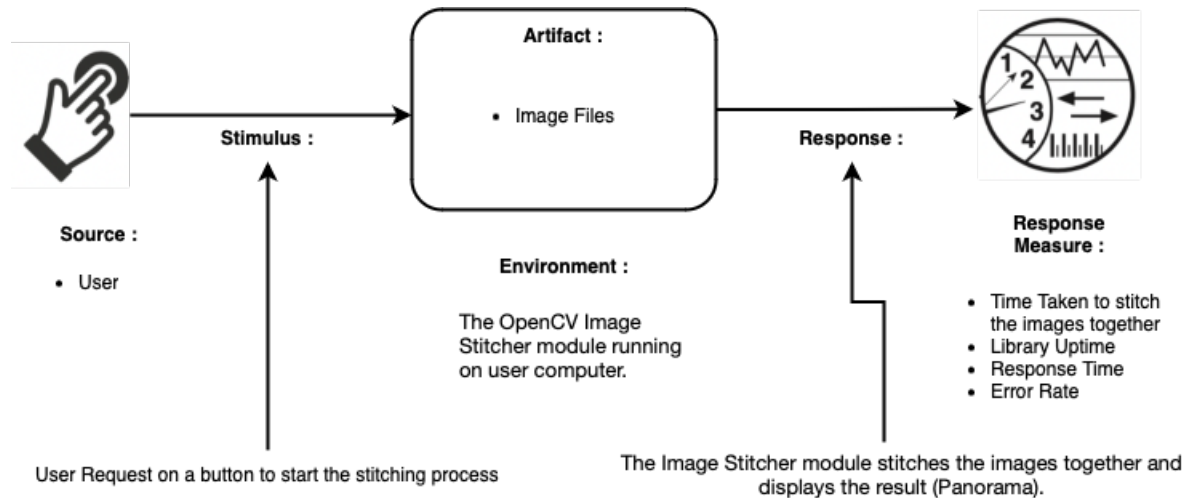 Artifact :
• Image Files
Stimulus :
Response :
1
2
3
4
Source :
• User
Environment :
The OpenCV Image
Stitcher module running
on user computer.
Response
Measure :
• Time Taken to stitch
the images together
• Library Uptime
• Response Time
• Error Rate
User Request on a button to start the stitching process
The Image Stitcher module stitches the images together and
displays the result (Panorama).